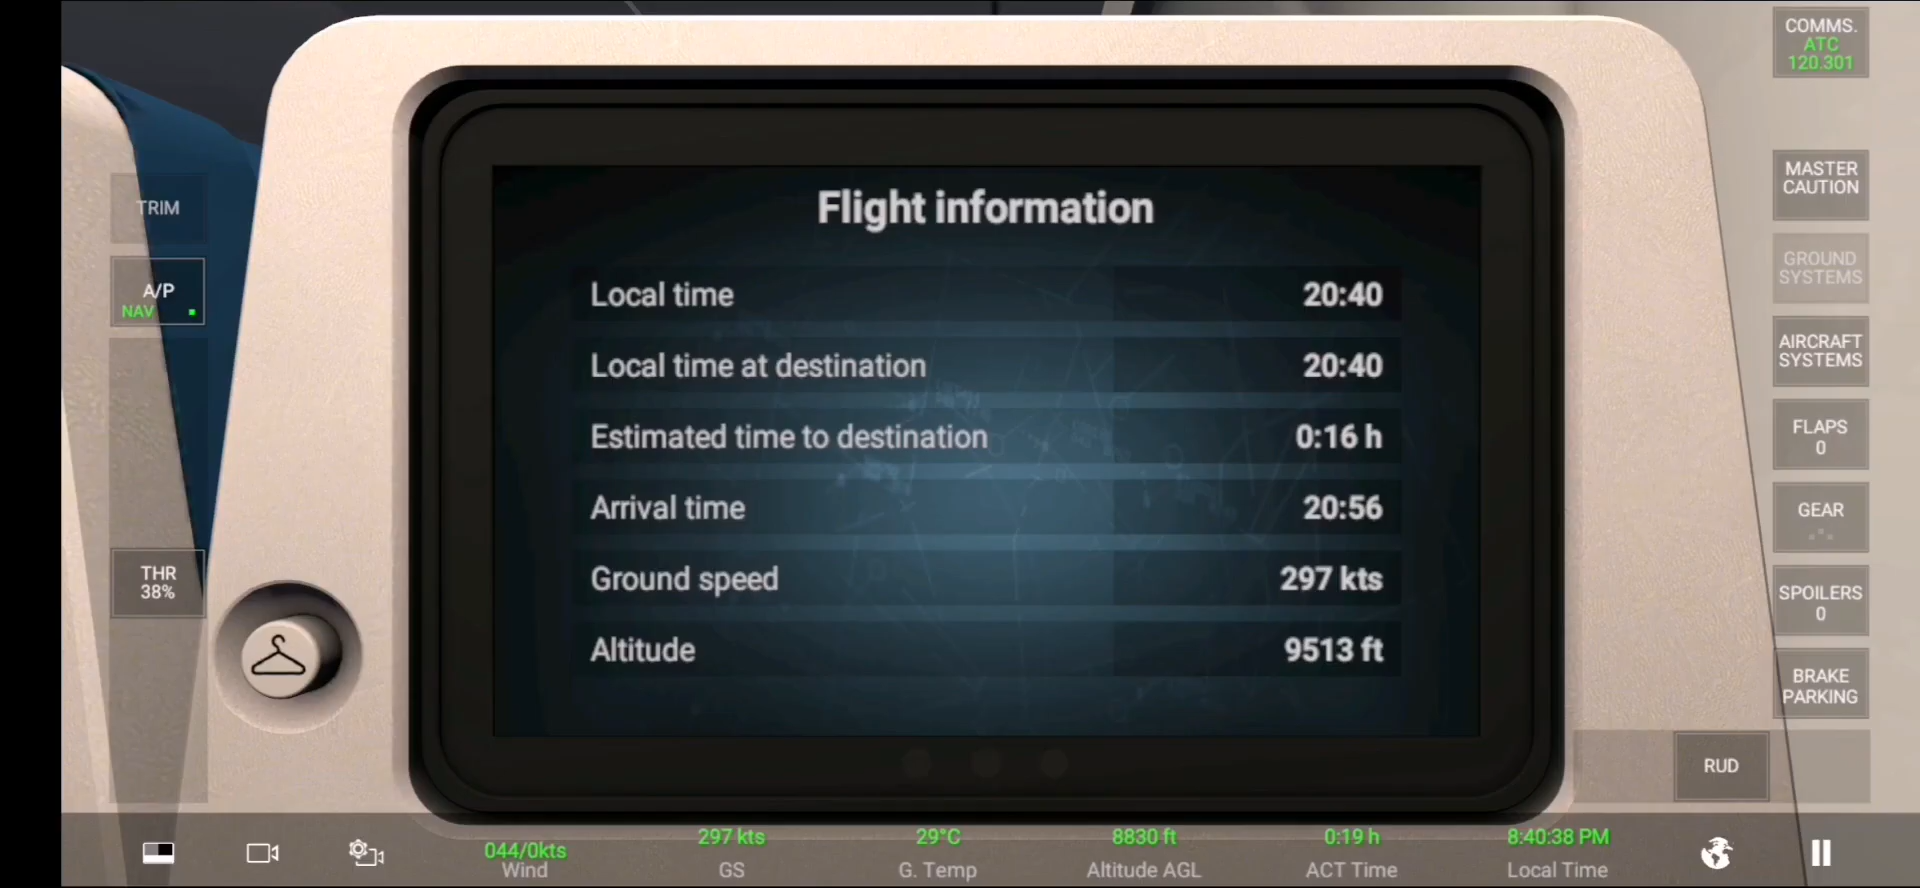 COMMS.
ATC
120.301
MASTER
CAUTION
TRIM
GROUND
SYSTEMS
A/P
NAV
AIRCRAFT
SYSTEMS
FLAPS
0
GEAR
THR
38%
SPOILERS
0
BRAKE
PARKING
RUD
Flight information
Local time 20:40
Local time at destination 20:40
Estimated time to destination 0:16 h
Arrival time 20:56
Ground speed 297 kts
Altitude 9513 ft
044/0kts 297 kts 29°C 8830 ft 0:19 h 8:40:38 PM
Wind GS G. Temp Altitude AGL ACT Time Local Time